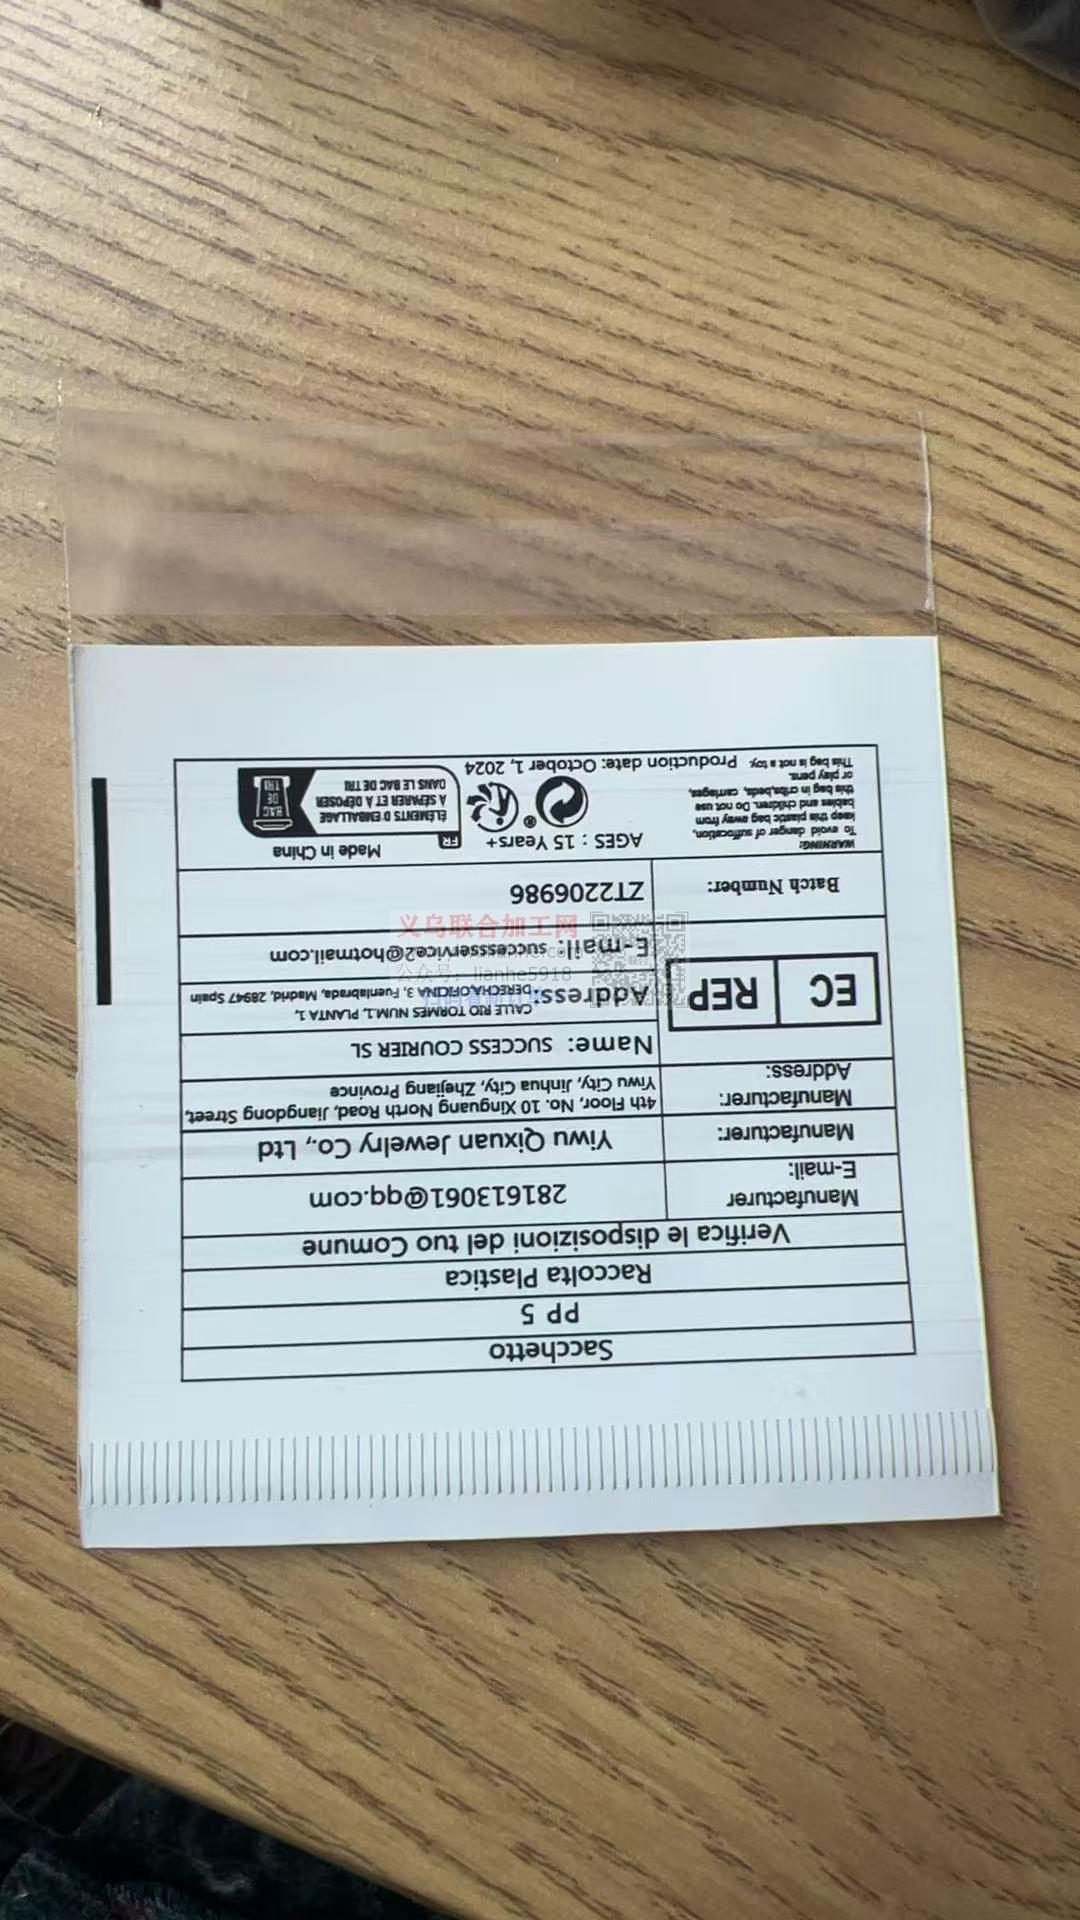 Sacchetto
PP 5
Raccolta Plastica
Verifica le disposizioni del tuo Comune
Manufacturer
E-mail:
281613061@qq.com
Manufacturer:
Yiwu Qixuan Jewelry Co., Ltd
Manufacturer:
Address:
4th Floor, No. 10 Xinguang North Road, Jiangdong Street,
Yiwu City, Jinhua City, Zhejiang Province
EC REP
Name: SUCCESS COURIER SL
Address:
CALLE RIO TORMES NUM.1, PLANTA 1,
DERECHA,OFICINA 3, Fuenlabrada, Madrid, 28947 Spain
E-mail: successservice2@hotmail.com
Batch Number:
ZT2206986
WARNING:
To avoid danger of suffocation,
keep this plastic bag away from
babies and children. Do not use
this bag in cribs,beds, carriages,
or play pens.
This bag is not a toy.
AGES : 15 Years+
Production date: October 1, 2024
Made in China
FR
ÉLÉMENTS D EMBALLAGE
À SÉPARER ET À DÉPOSER
DANS LE BAC DE TRI
BAC
DE
TRI
义乌联合加工网
公众号: lianhe5918
扫码看新订单